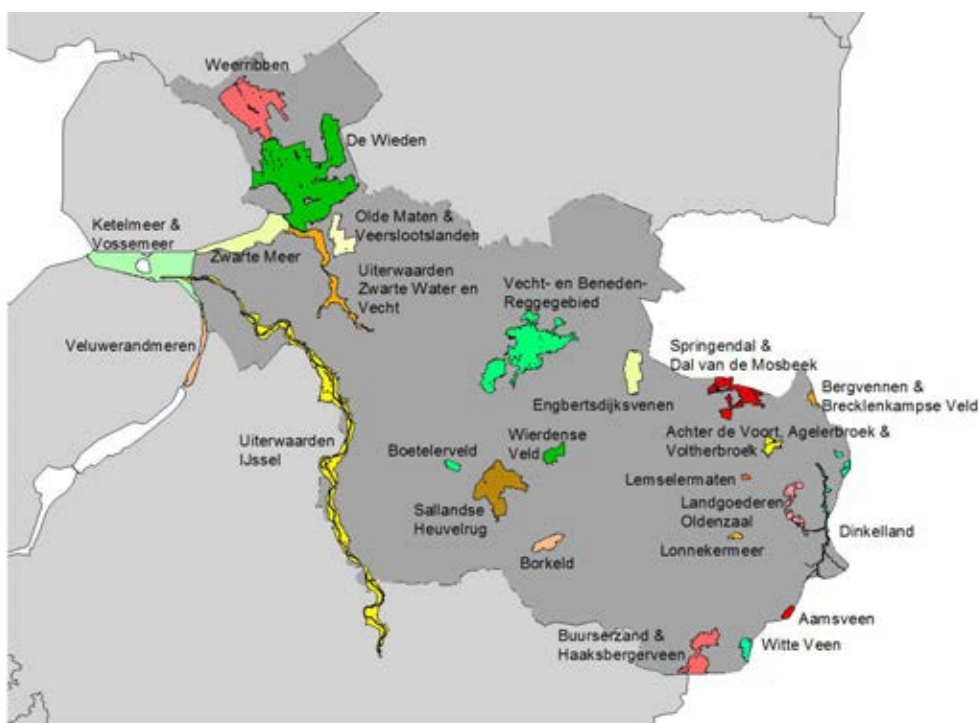 Weerribben
De Wieden
Ketelmeer &
Vossemeer
Olde Maten &
Veerslootslanden
Zwarte Meer
Uiterwaarden
Zwarte Water en
Vecht
Vecht- en Beneden-
Reggegebied
Veluwerandmeren
Springendal &
Dal van de Mosbeek
Bergvennen &
Brecklenkampse Veld
Engbertsdijksvenen
Uiterwaarden
IJssel
Achter de Voort, Agelerbroek &
Voltherbroek
Wierdense
Veld
Boetelerveld
Lemselermaten
Landgoederen
Oldenzaal
Sallandse
Heuvelrug
Dinkelland
Lonnekermeer
Borkeld
Aamsveen
Buurserzand &
Haaksbergerveen
Witte Veen